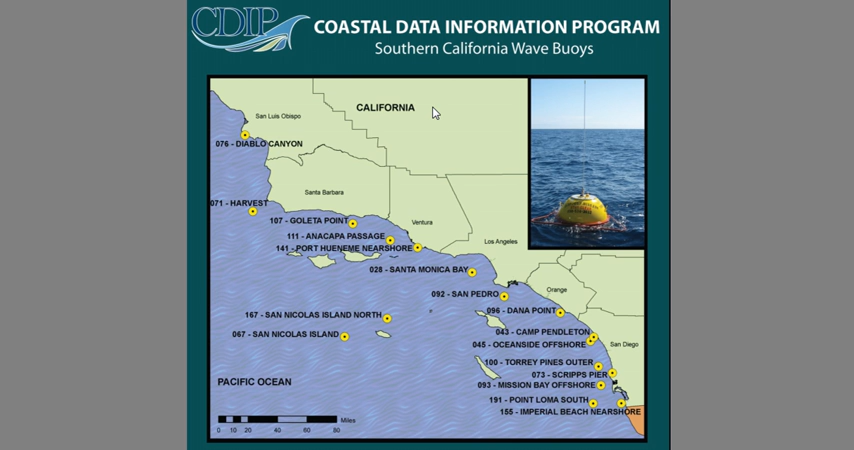 CDIP
COASTAL DATA INFORMATION PROGRAM
Southern California Wave Buoys
CALIFORNIA
San Luis Obispo
076 - DIABLO CANYON
Santa Barbara
071 - HARVEST
107 - GOLETA POINT
Ventura
111 - ANACAPA PASSAGE
Los Angeles
141 - PORT HUENEME NEARSHORE
028 - SANTA MONICA BAY
092 - SAN PEDRO
Orange
096 - DANA POINT
167 - SAN NICOLAS ISLAND NORTH
043 - CAMP PENDLETON
067 - SAN NICOLAS ISLAND
045 - OCEANSIDE OFFSHORE
San Diego
100 - TORREY PINES OUTER
073 - SCRIPPS PIER
PACIFIC OCEAN
093 - MISSION BAY OFFSHORE
191 - POINT LOMA SOUTH
155 - IMPERIAL BEACH NEARSHORE
Miles
0 10 20 40 60 80